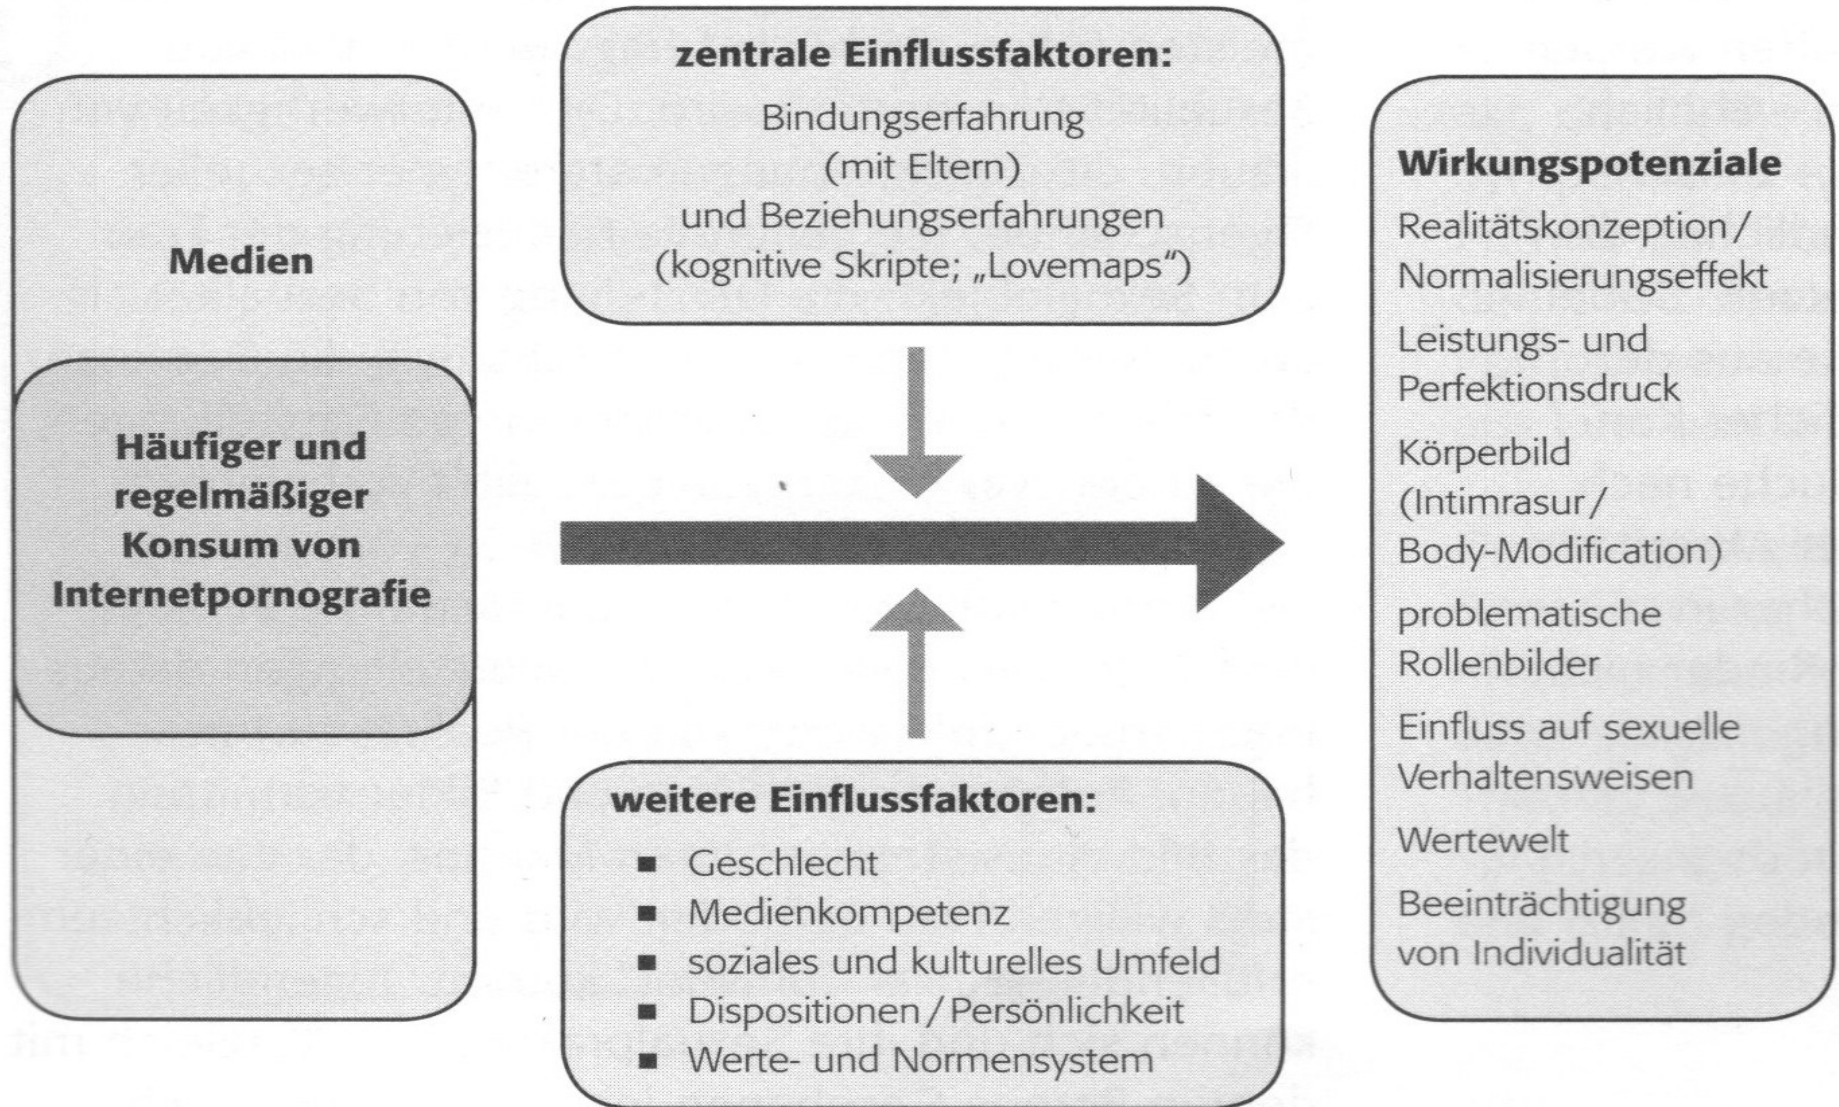 Medien
Häufiger und
regelmäßiger
Konsum von
Internetpornografie
zentrale Einflussfaktoren:
Bindungserfahrung
(mit Eltern)
und Beziehungserfahrungen
(kognitive Skripte; „Lovemaps“)
weitere Einflussfaktoren:
■ Geschlecht
■ Medienkompetenz
■ soziales und kulturelles Umfeld
■ Dispositionen / Persönlichkeit
■ Werte- und Normensystem
Wirkungspotenziale
Realitätskonzeption /
Normalisierungseffekt
Leistungs- und
Perfektionsdruck
Körperbild
(Intimrasur /
Body-Modification)
problematische
Rollenbilder
Einfluss auf sexuelle
Verhaltensweisen
Wertewelt
Beeinträchtigung
von Individualität